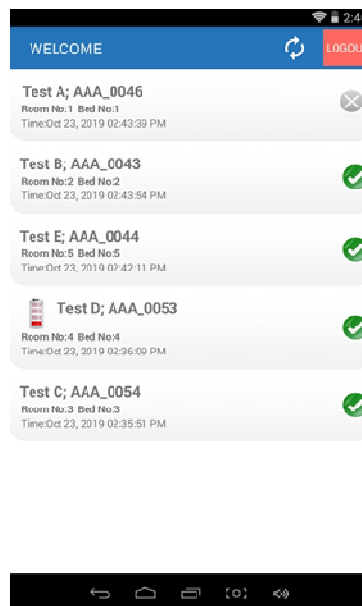 2:4
WELCOME
LOGOU
Test A; AAA_0046
Room No:1 Bed No:1
Time:Oct 23, 2019 02:43:39 PM
Test B; AAA_0043
Room No:2 Bed No:2
Time:Oct 23, 2019 02:43:54 PM
Test E; AAA_0044
Room No:5 Bed No:5
Time:Oct 23, 2019 02:42:11 PM
Test D; AAA_0053
Room No:4 Bed No:4
Time:Oct 23, 2019 02:36:09 PM
Test C; AAA_0054
Room No:3 Bed No:3
Time:Oct 23, 2019 02:35:51 PM